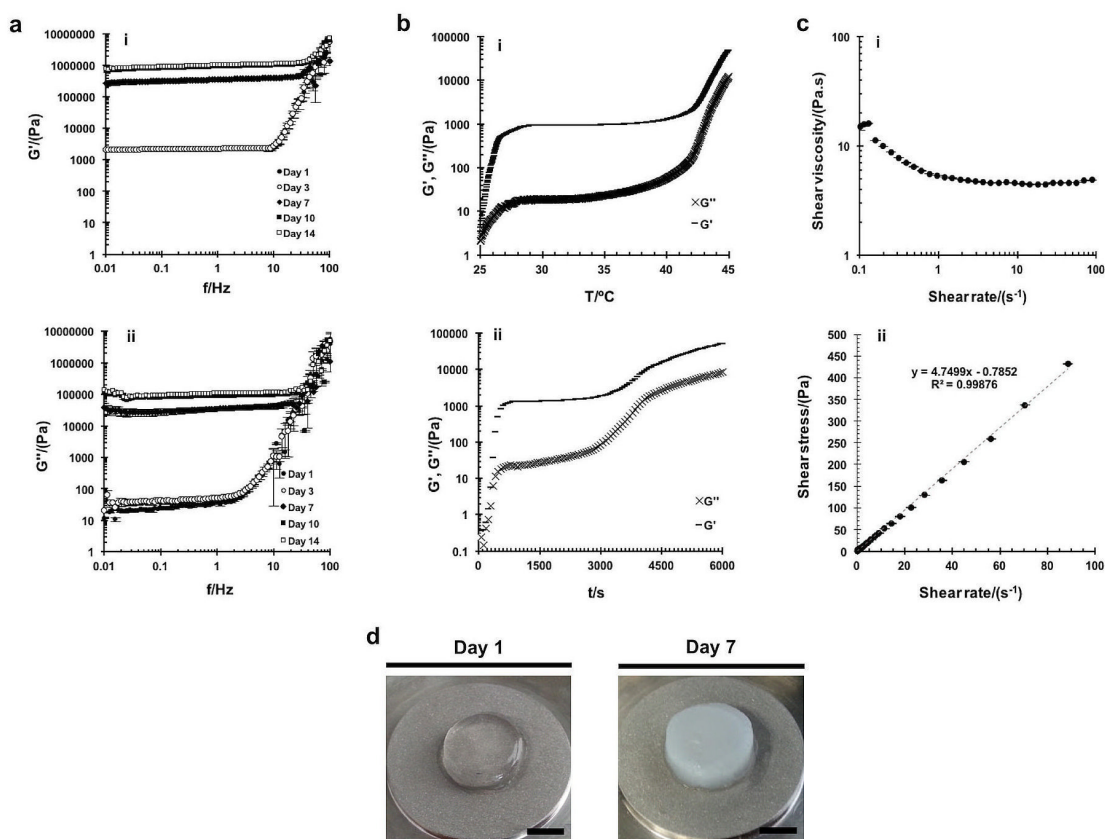 a
i
10000000
1000000
100000
10000
1000
100
10
1
G'/(Pa)
0.01
0.1
1
10
100
f/Hz
Day 1
Day 3
Day 7
Day 10
Day 14
b
i
10000
1000
100
10
1
G', G''/(Pa)
25
30
35
40
45
T/ºC
G''
G'
c
i
100
10
1
Shear viscosity/(Pa.s)
0.1
1
10
100
Shear rate/(s-1)
ii
10000000
1000000
100000
10000
1000
100
10
1
G''/(Pa)
0.01
0.1
1
10
100
f/Hz
Day 1
Day 3
Day 7
Day 10
Day 14
ii
100000
10000
1000
100
10
1
0.1
G', G''/(Pa)
0
1500
3000
4500
6000
t/s
G''
G'
ii
500
450
400
350
300
250
200
150
100
50
0
Shear stress/(Pa)
y = 4.7499x - 0.7852
R² = 0.99876
0
20
40
60
80
100
Shear rate/(s-1)
d
Day 1
Day 7